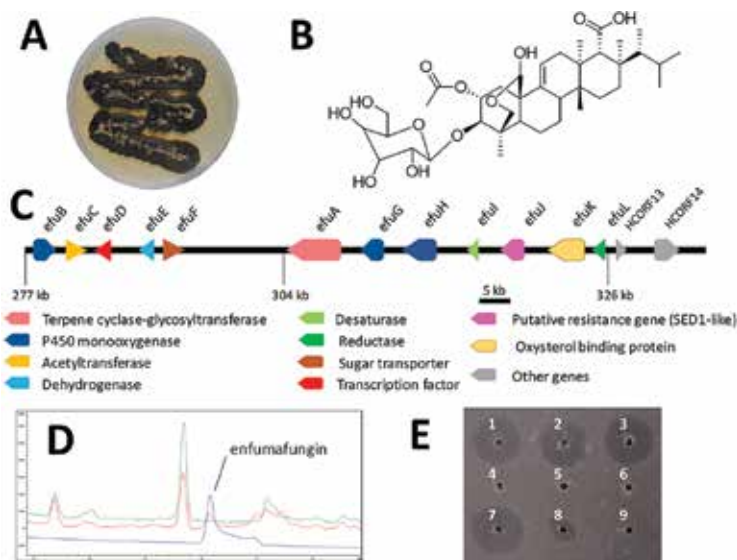 A
B
OH
OH
O
O
O
O
O
HO
HO
HO
O
O
OH
OH
C
efuB
efuC
efuD
efuE
efuF
efuA
efuG
efuH
efuI
efuJ
efuK
efuL
HCORF13
HCORF14
277 kb
304 kb
5 kb
326 kb
Terpene cyclase-glycosyltransferase
P450 monooxygenase
Acetyltransferase
Dehydrogenase
Desaturase
Reductase
Sugar transporter
Transcription factor
Putative resistance gene (SED1-like)
Oxysterol binding protein
Other genes
D
enfumafungin
E
1 2 3
4 5 6
7 8 9